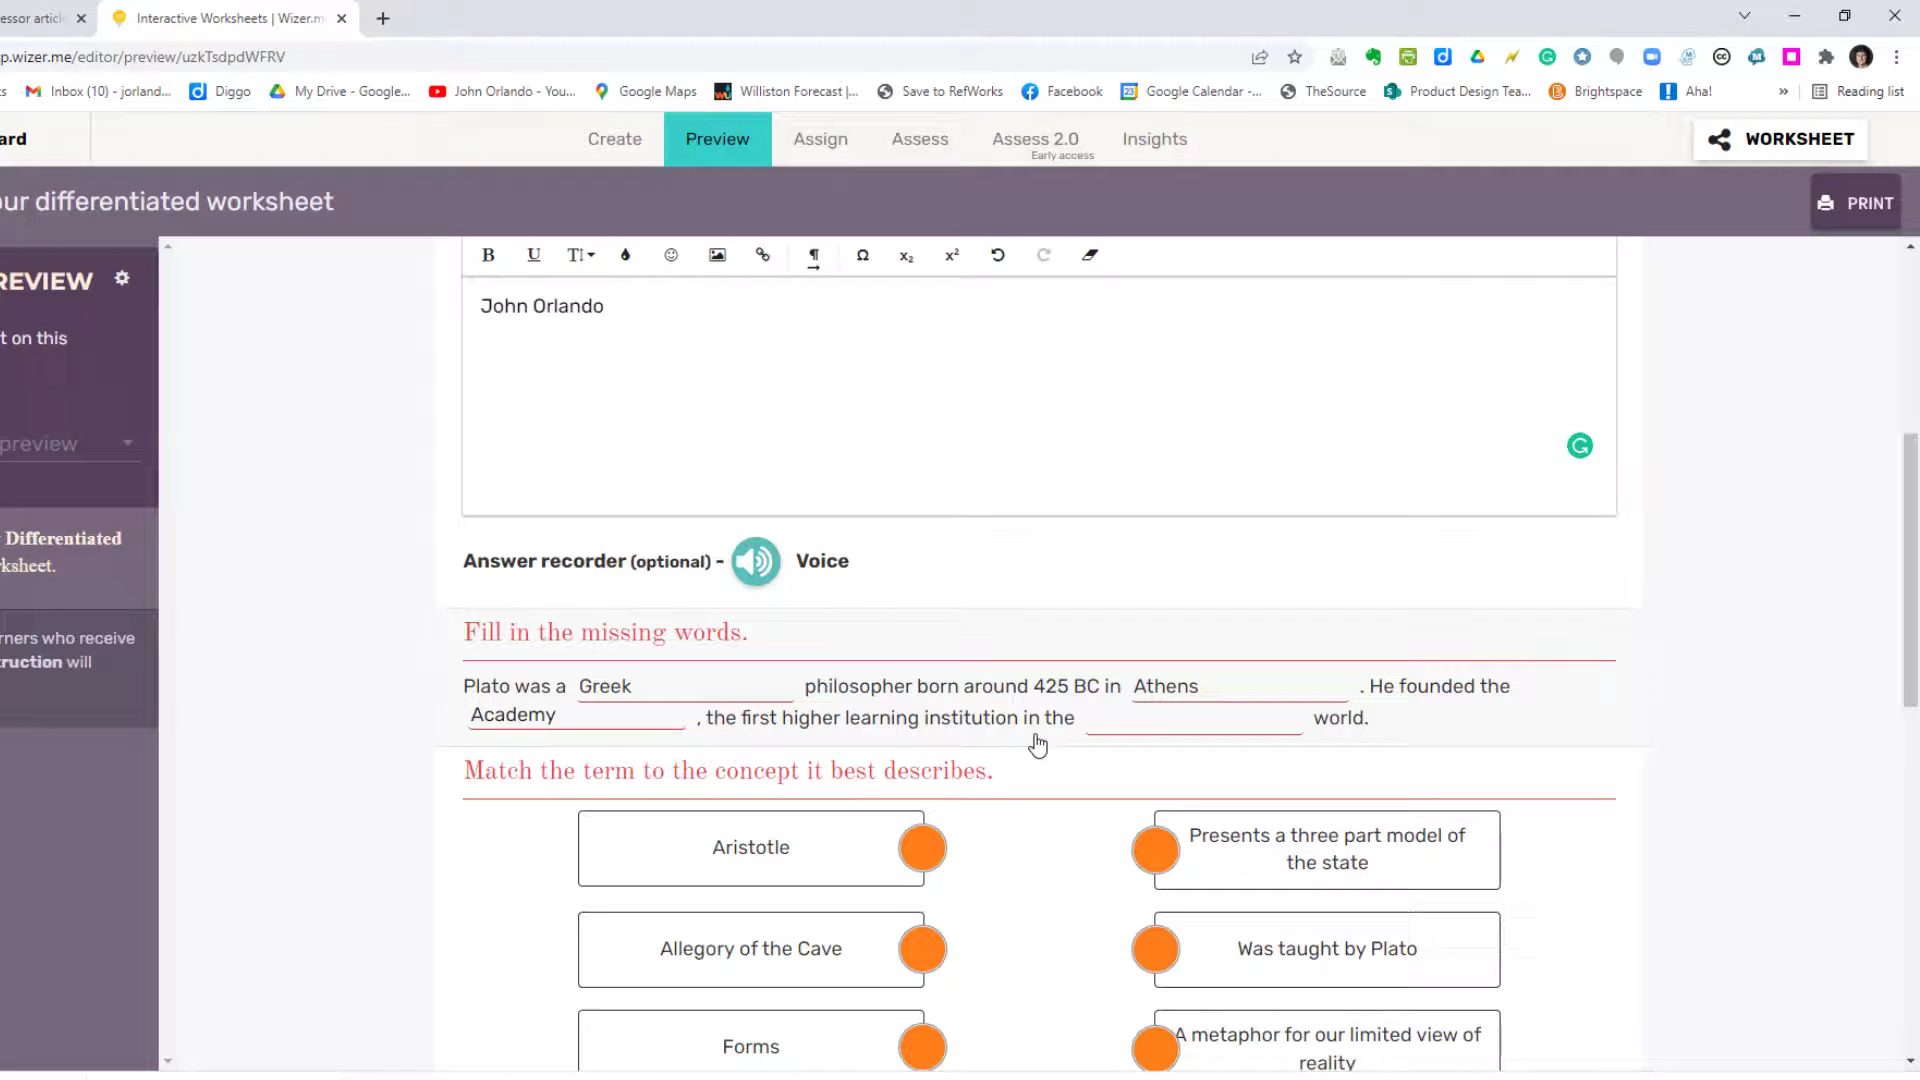 essor articl
Interactive Worksheets | Wizer.m
p.wizer.me/editor/preview/uzkTsdpdWFRV
Inbox (10) - jorland...
Diggo
My Drive - Google...
John Orlando - You...
Google Maps
Williston Forecast |...
Save to RefWorks
Facebook
Google Calendar -...
TheSource
Product Design Tea...
Brightspace
Aha!
»
Reading list
ard
Create
Preview
Assign
Assess
Assess 2.0
Early access
Insights
WORKSHEET
our differentiated worksheet
PRINT
REVIEW
t on this
preview
Differentiated
ksheet.
rners who receive
truction will
B U T Ω x₂ x²
John Orlando
Answer recorder (optional) - Voice
Fill in the missing words.
Plato was a Greek philosopher born around 425 BC in Athens . He founded the
Academy , the first higher learning institution in the world.
Match the term to the concept it best describes.
Aristotle
Presents a three part model of
the state
Allegory of the Cave
Was taught by Plato
Forms
A metaphor for our limited view of
reality